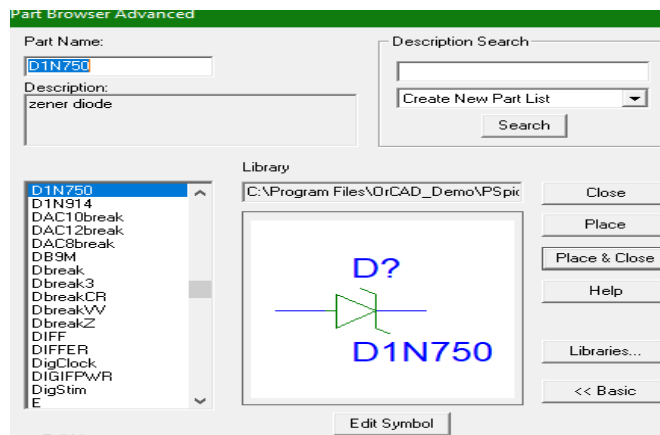 Part Browser Advanced
Part Name:
D1N750
Description:
zener diode
Description Search
Create New Part List
Search
Library
C:\Program Files\OrCAD_Demo\PSpic
D1N750
D1N914
DAC10break
DAC12break
DAC8break
DB9M
Dbreak
Dbreak3
DbreakCR
DbreakVV
DbreakZ
DIFF
DIFFER
DigClock
DIGIFPWR
DigStim
E
D?
D1N750
Close
Place
Place & Close
Help
Libraries...
<< Basic
Edit Symbol